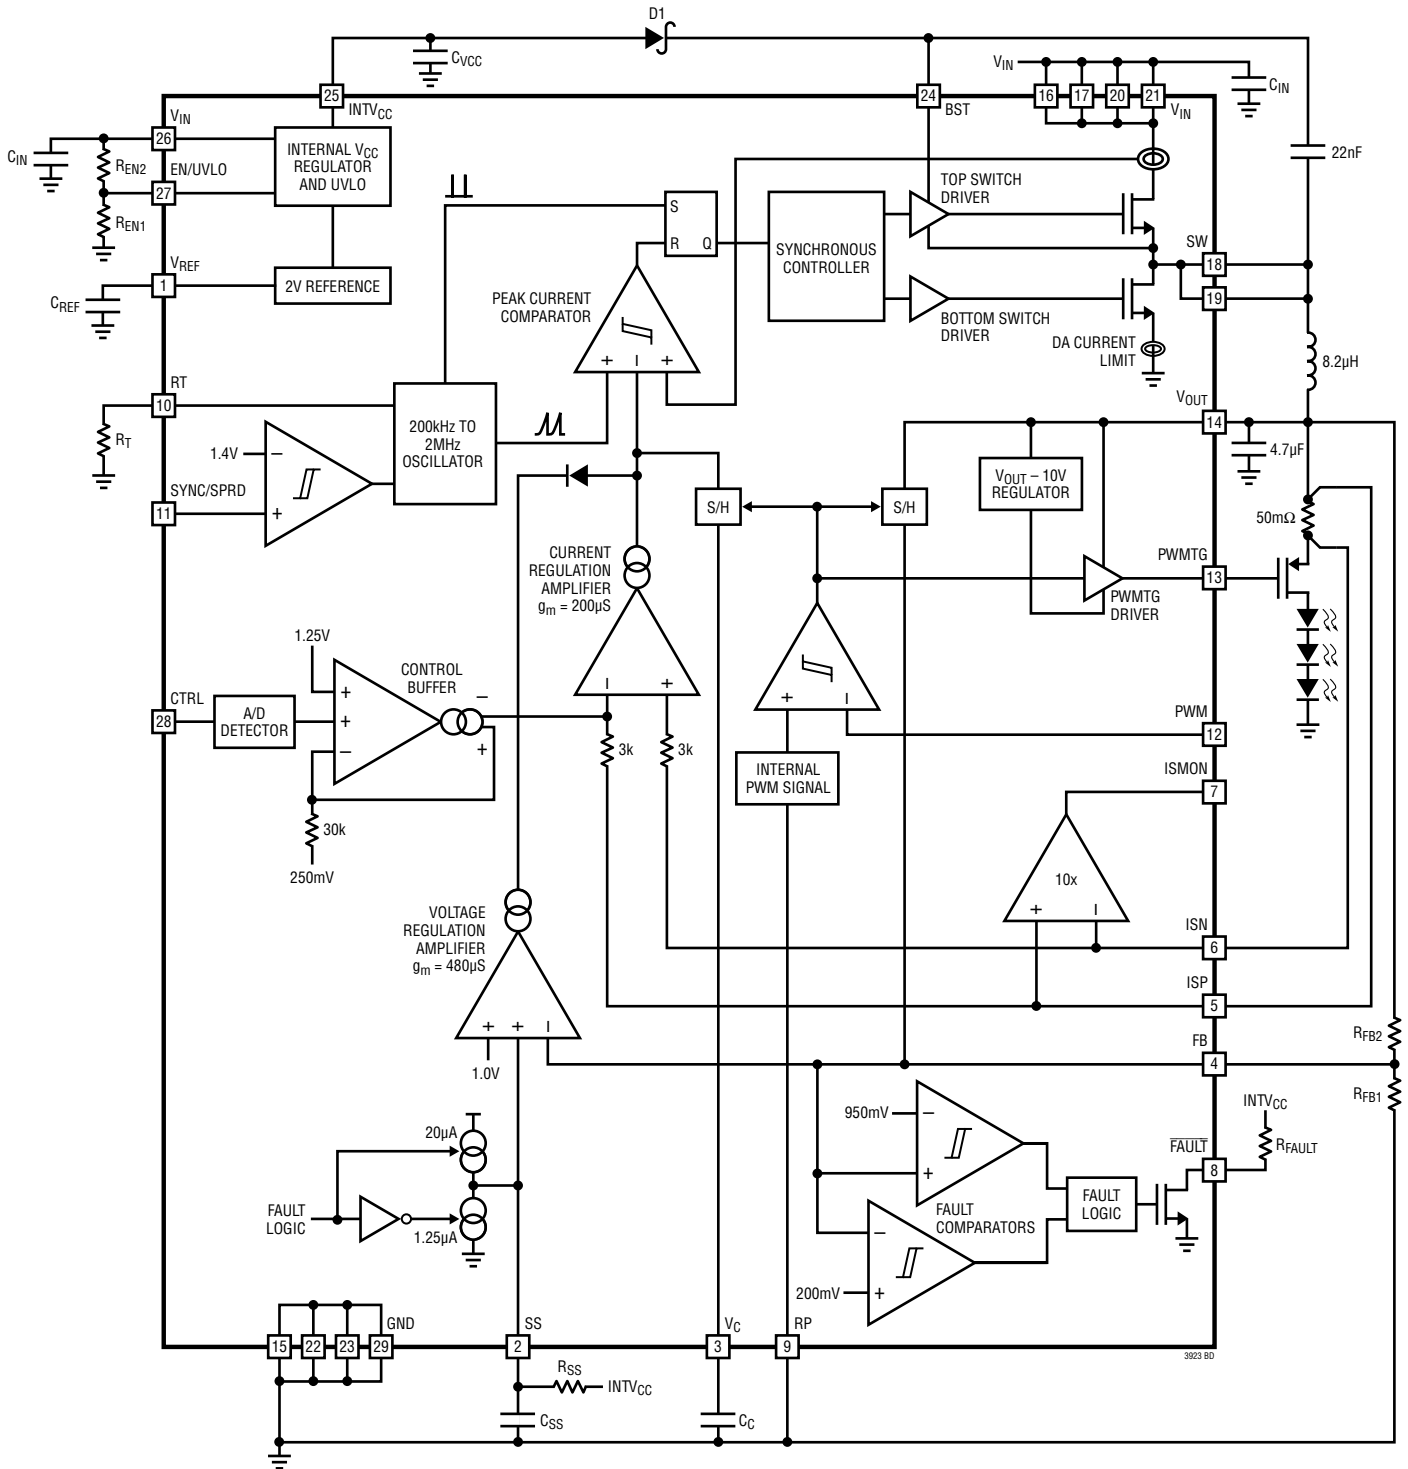 D1
CVCC
VIN
CIN
25
INTVCC
24
BST
16
17
20
21
VIN
VIN
26
CIN
REN2
EN/UVLO
27
REN1
INTERNAL VCC
REGULATOR
AND UVLO
22nF
TOP SWITCH
DRIVER
S
R
Q
SYNCHRONOUS
CONTROLLER
SW
18
19
VREF
1
CREF
2V REFERENCE
PEAK CURRENT
COMPARATOR
+
–
+
BOTTOM SWITCH
DRIVER
DA CURRENT
LIMIT
8.2µH
RT
10
RT
200kHz TO
2MHz
OSCILLATOR
1.4V
–
+
SYNC/SPRD
11
VOUT
14
4.7µF
VOUT – 10V
REGULATOR
S/H
S/H
50mΩ
CURRENT
REGULATION
AMPLIFIER
gm = 200µS
–
+
PWMTG
13
PWMTG
DRIVER
1.25V
CONTROL
BUFFER
–
+
+
+
–
CTRL
28
A/D
DETECTOR
3k
3k
+
–
PWM
12
INTERNAL
PWM SIGNAL
ISMON
7
30k
250mV
10x
+
–
VOLTAGE
REGULATION
AMPLIFIER
gm = 480µS
+
+
–
1.0V
ISN
6
ISP
5
RFB2
FB
4
RFB1
950mV
–
+
INTVCC
RFAULT
FAULT
8
20µA
FAULT
LOGIC
1.25µA
FAULT
COMPARATORS
FAULT
LOGIC
–
+
200mV
GND
15
22
23
29
SS
2
VC
3
RP
9
3923 BD
RSS
INTVCC
CSS
CC